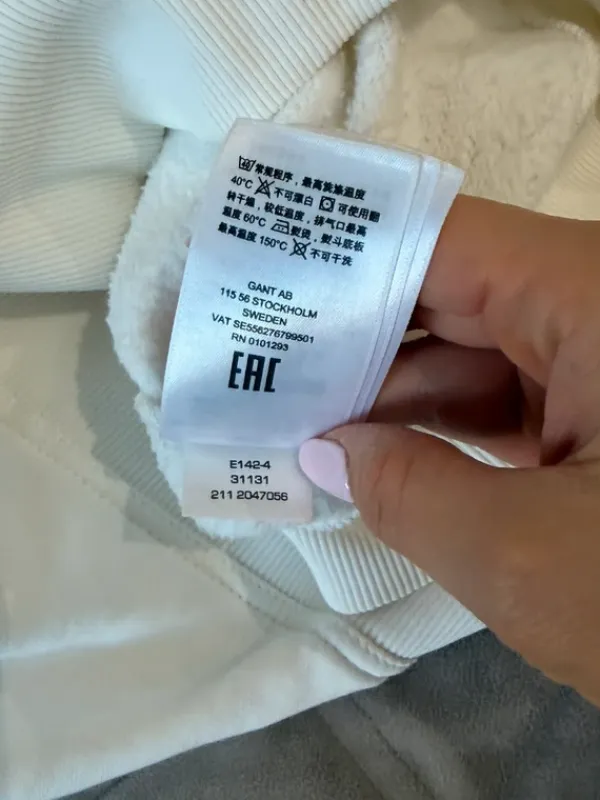 40 常规程序，最高洗涤温度
40°C 不可漂白 可使用翻
转干燥，较低温度，排气口最高
温度 60°C 熨烫，熨斗底板
最高温度 150°C 不可干洗
GANT AB
115 56 STOCKHOLM
SWEDEN
VAT SE556276799501
RN 0101293
EAC
E142-4
31131
211 2047056